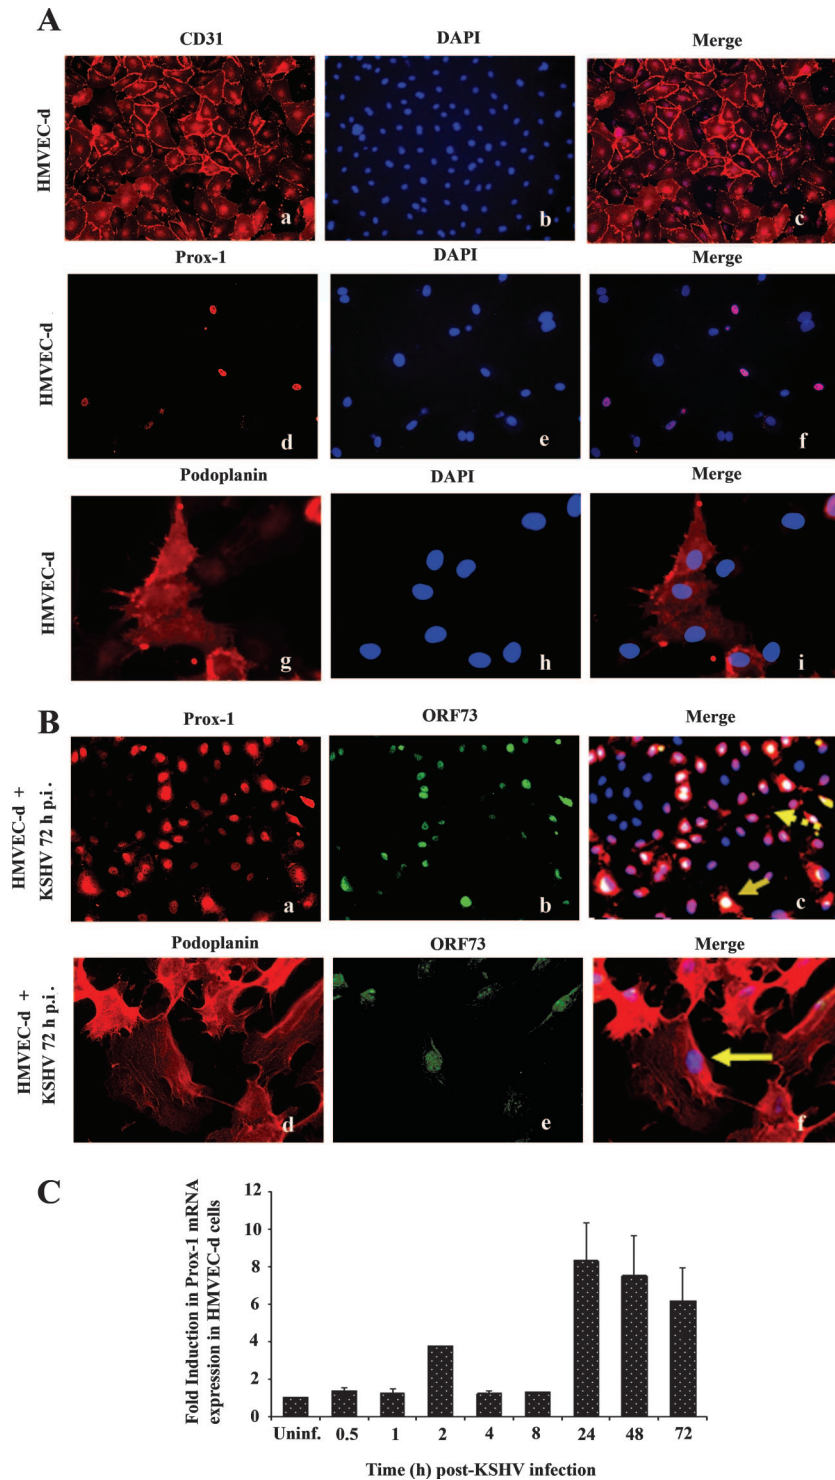 A
CD31 DAPI Merge
HMVEC-d
a b c
Prox-1 DAPI Merge
HMVEC-d
d e f
Podoplanin DAPI Merge
HMVEC-d
g h i
B
Prox-1 ORF73 Merge
HMVEC-d +
KSHV 72 h p.i.
a b c
Podoplanin ORF73 Merge
HMVEC-d +
KSHV 72 h p.i.
d e f
C
Fold Induction in Prox-1 mRNA
expression in HMVEC-d cells
12
10
8
6
4
2
0
Uninf. 0.5 1 2 4 8 24 48 72
Time (h) post-KSHV infection